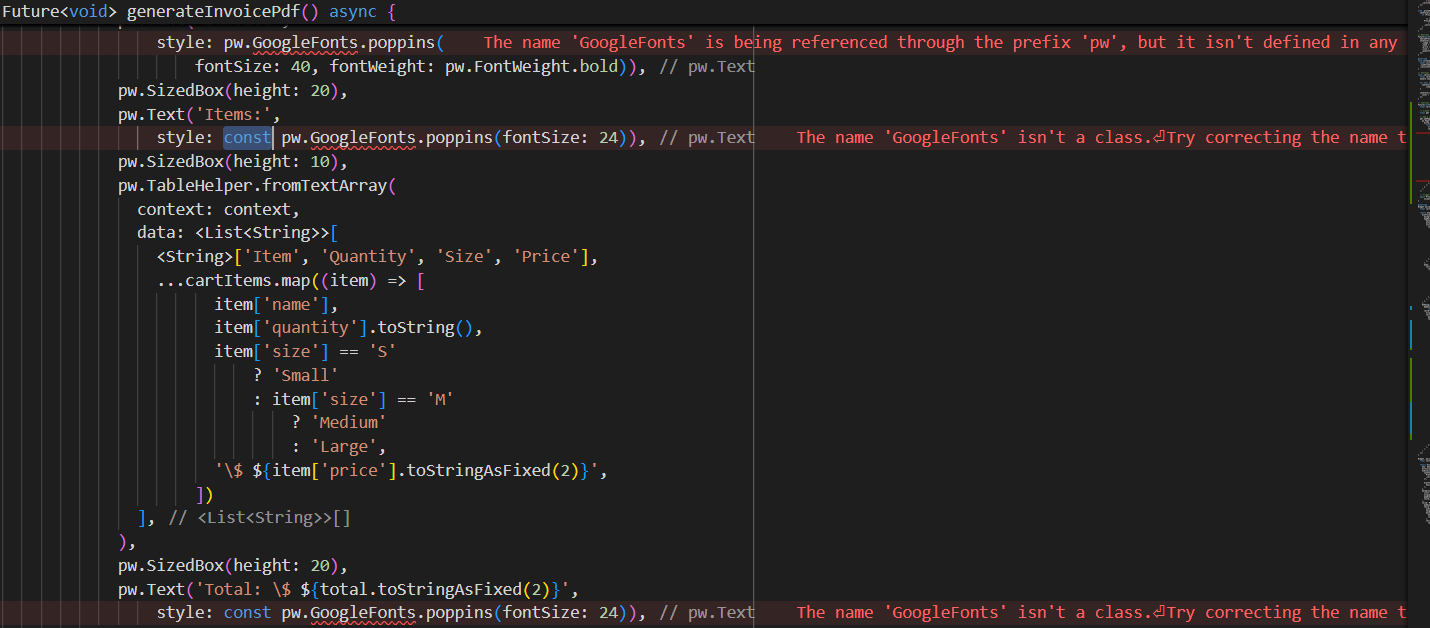 Future<void> generateInvoicePdf() async {
style: pw.GoogleFonts.poppins( The name 'GoogleFonts' is being referenced through the prefix 'pw', but it isn't defined in any
fontSize: 40, fontWeight: pw.FontWeight.bold)), // pw.Text
pw.SizedBox(height: 20),
pw.Text('Items:',
style: const pw.GoogleFonts.poppins(fontSize: 24)), // pw.Text The name 'GoogleFonts' isn't a class.⏎Try correcting the name t
pw.SizedBox(height: 10),
pw.TableHelper.fromTextArray(
context: context,
data: <List<String>>[
<String>['Item', 'Quantity', 'Size', 'Price'],
...cartItems.map((item) => [
item['name'],
item['quantity'].toString(),
item['size'] == 'S'
? 'Small'
: item['size'] == 'M'
? 'Medium'
: 'Large',
'\$ ${item['price'].toStringAsFixed(2)}',
])
], // <List<String>>[]
),
pw.SizedBox(height: 20),
pw.Text('Total: \$ ${total.toStringAsFixed(2)}',
style: const pw.GoogleFonts.poppins(fontSize: 24)), // pw.Text The name 'GoogleFonts' isn't a class.⏎Try correcting the name t